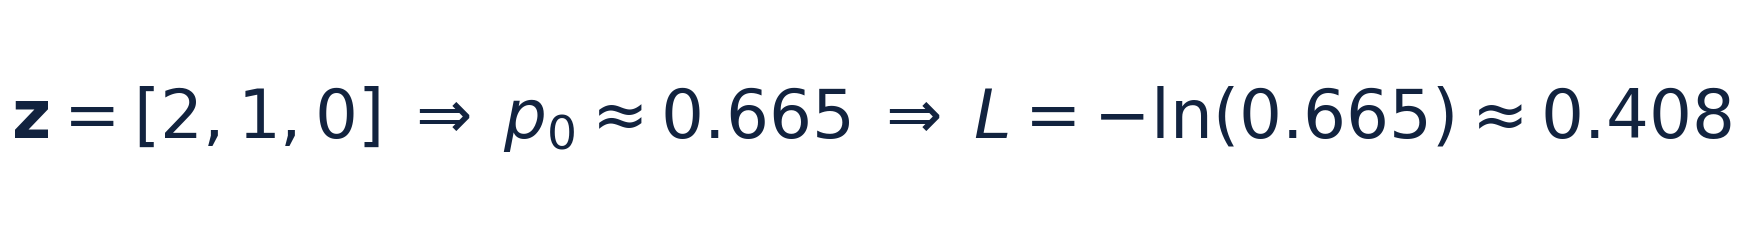 z = [2, 1, 0] ⇒ p₀ ≈ 0.665 ⇒ L = −ln(0.665) ≈ 0.408